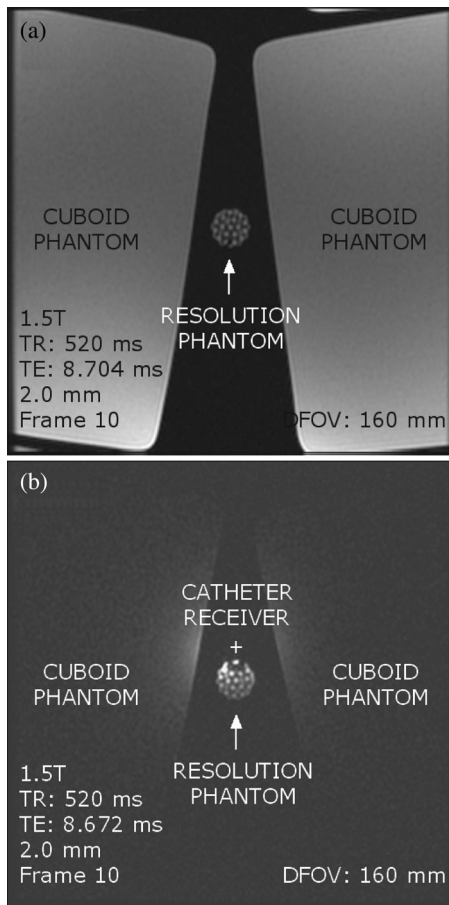 (a)
CUBOID
PHANTOM
CUBOID
PHANTOM
RESOLUTION
PHANTOM
1.5T
TR: 520 ms
TE: 8.704 ms
2.0 mm
Frame 10
DFOV: 160 mm
(b)
CATHETER
RECEIVER
+
CUBOID
PHANTOM
CUBOID
PHANTOM
RESOLUTION
PHANTOM
1.5T
TR: 520 ms
TE: 8.672 ms
2.0 mm
Frame 10
DFOV: 160 mm